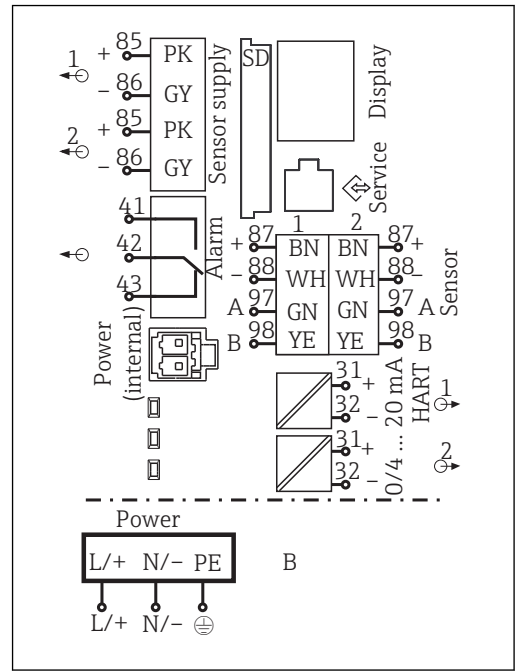 1
+ 85 PK
- 86 GY
2
+ 85 PK
- 86 GY
Sensor supply
SD
Display
Service
41
42
43
Alarm
1 2
+ 87 BN BN 87 +
- 88 WH WH 88 -
A 97 GN GN 97 A
B 98 YE YE 98 B
Sensor
Power
(internal)
31 +
32 -
31 +
32 -
0/4 ... 20 mA
HART
1
2
Power
L/+ N/- PE
L/+ N/-
B